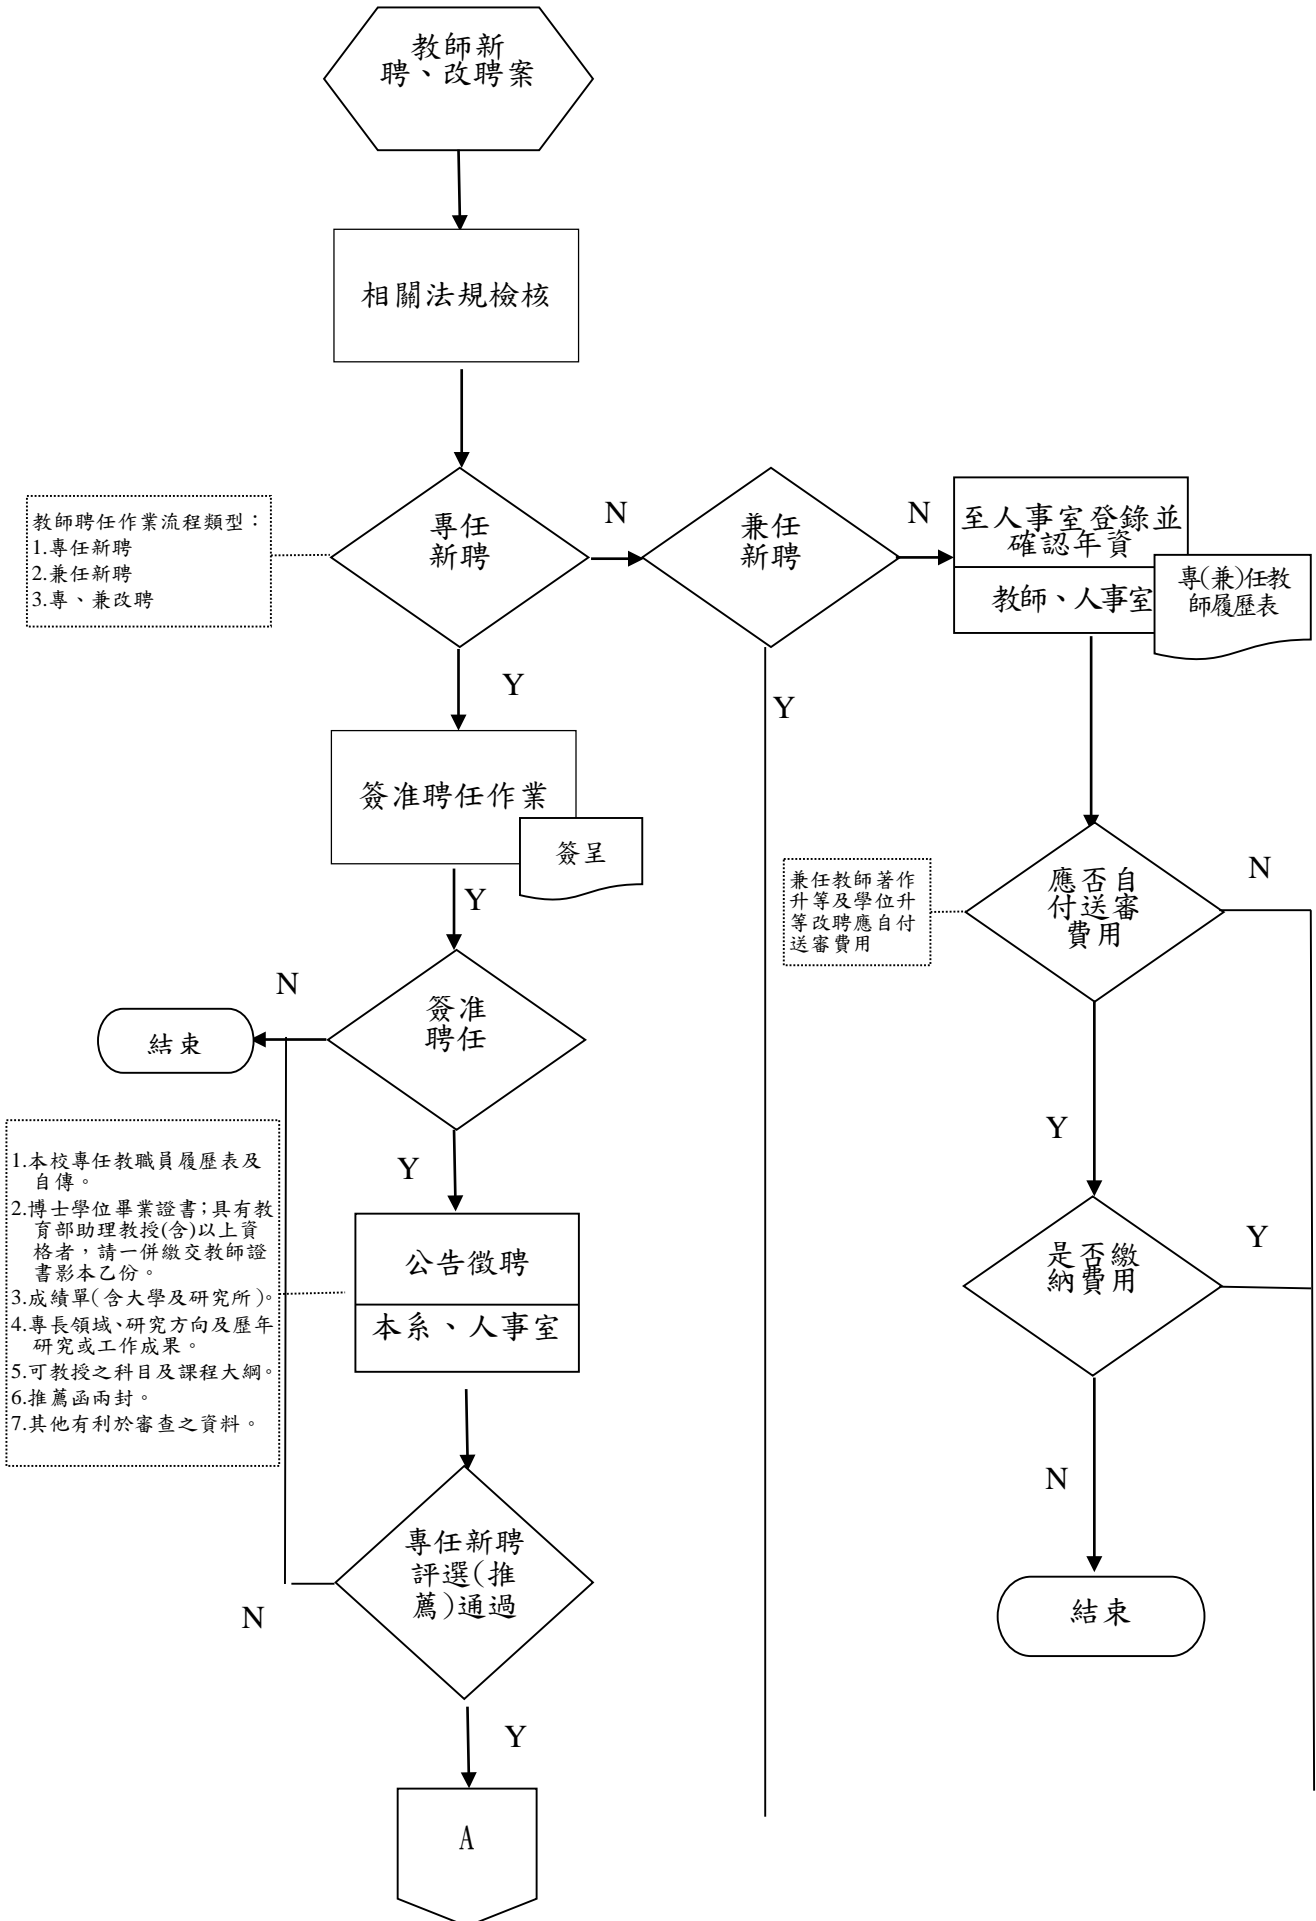 教師新
聘、改聘案
相關法規檢核
教師聘任作業流程類型：
1.專任新聘
2.兼任新聘
3.專、兼改聘
專任
新聘
N
兼任
新聘
N
至人事室登錄並
確認年資
教師、人事室
專(兼)任教
師履歷表
Y
Y
簽准聘任作業
簽呈
Y
兼任教師著作
升等及學位升
等改聘應自付
送審費用
應否自
付送審
費用
N
N
結束
簽准
聘任
Y
Y
1.本校專任教職員履歷表及
自傳。
2.博士學位畢業證書；具有教
育部助理教授(含)以上資
格者，請一併繳交教師證
書影本乙份。
3.成績單(含大學及研究所)。
4.專長領域、研究方向及歷年
研究或工作成果。
5.可教授之科目及課程大綱。
6.推薦函兩封。
7.其他有利於審查之資料。
公告徵聘
本系、人事室
是否繳
納費用
Y
N
專任新聘
評選(推
薦)通過
N
結束
Y
A